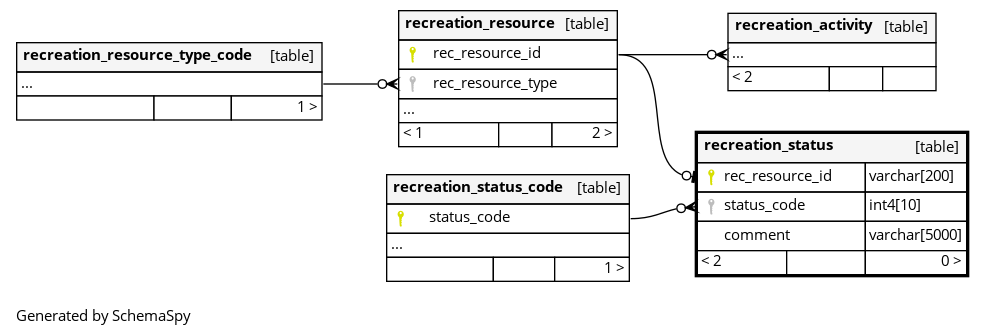 recreation_resource_type_code [table]
...
1 >
recreation_resource [table]
rec_resource_id
rec_resource_type
...
< 1 2 >
recreation_activity [table]
...
< 2
recreation_status_code [table]
status_code
...
1 >
recreation_status [table]
rec_resource_id varchar[200]
status_code int4[10]
comment varchar[5000]
< 2 0 >
Generated by SchemaSpy